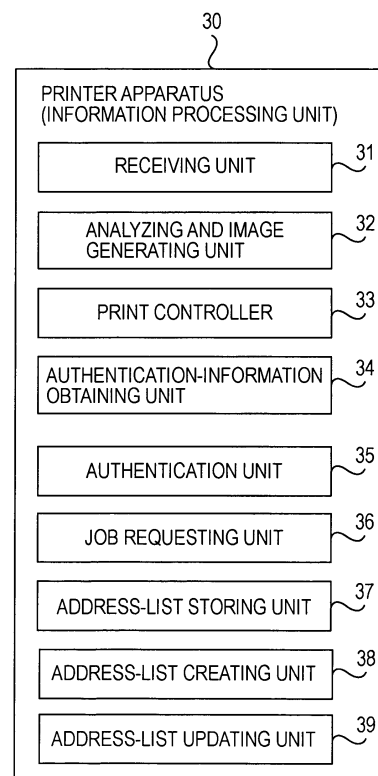 30
PRINTER APPARATUS
(INFORMATION PROCESSING UNIT)
RECEIVING UNIT
31
ANALYZING AND IMAGE
GENERATING UNIT
32
PRINT CONTROLLER
33
AUTHENTICATION-INFORMATION
OBTAINING UNIT
34
AUTHENTICATION UNIT
35
JOB REQUESTING UNIT
36
ADDRESS-LIST STORING UNIT
37
ADDRESS-LIST CREATING UNIT
38
ADDRESS-LIST UPDATING UNIT
39